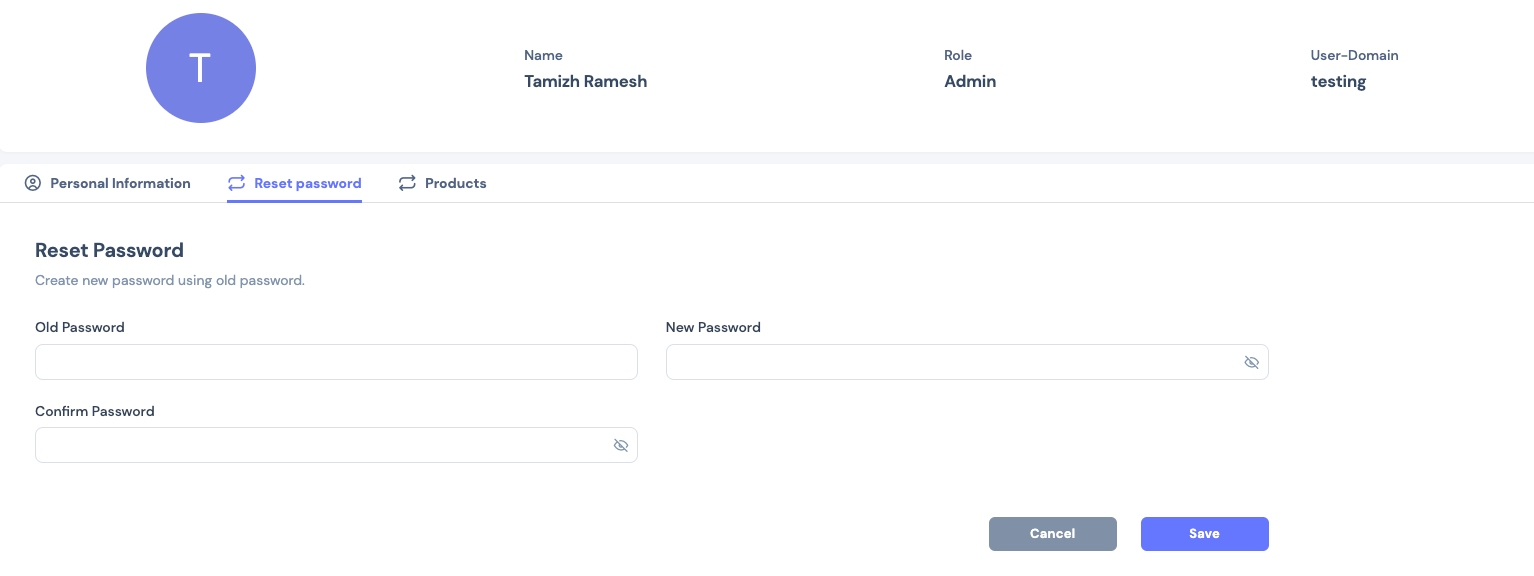 T
Name
Tamizh Ramesh
Role
Admin
User-Domain
testing
Personal Information
Reset password
Products
Reset Password
Create new password using old password.
Old Password
New Password
Confirm Password
Cancel
Save